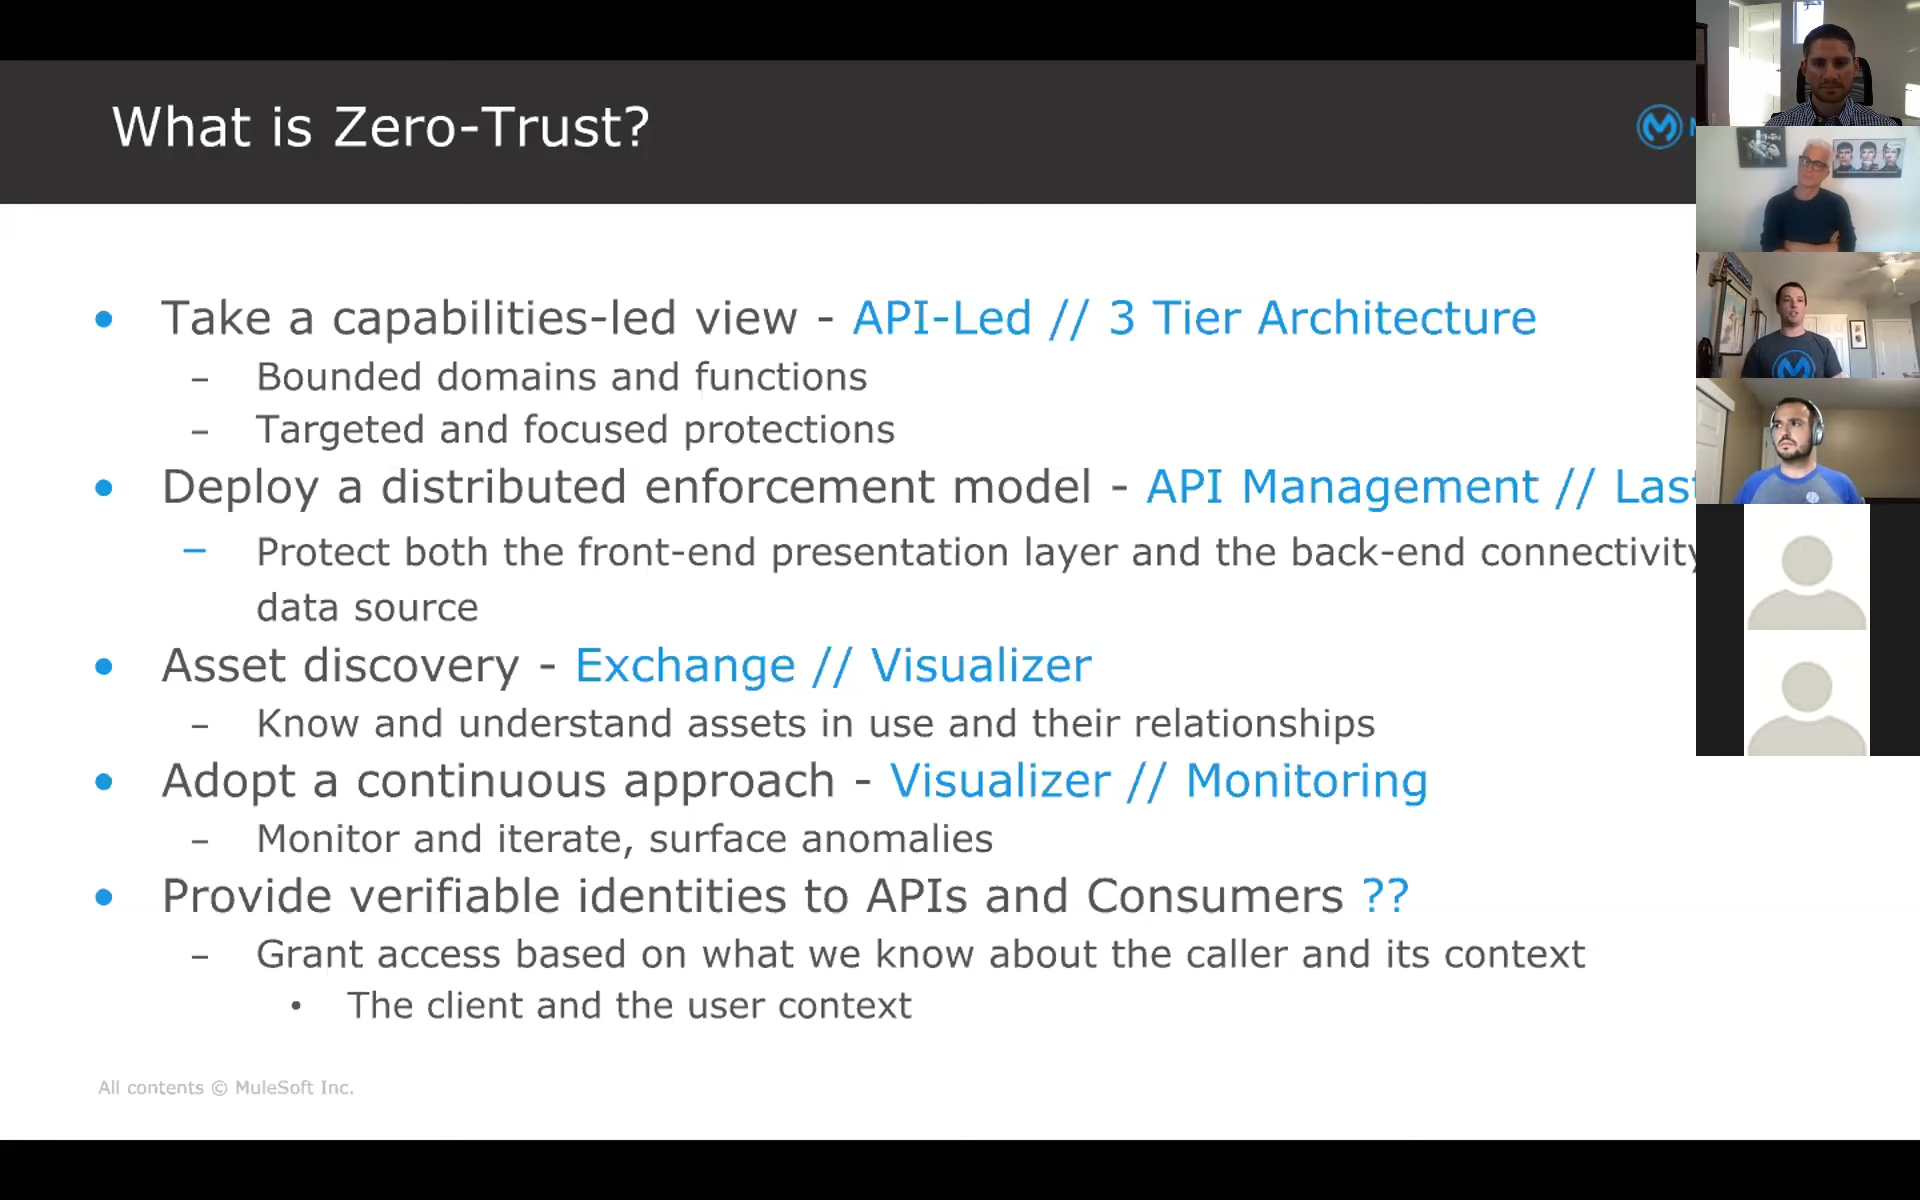 What is Zero-Trust?
• Take a capabilities-led view - API-Led // 3 Tier Architecture
– Bounded domains and functions
– Targeted and focused protections
• Deploy a distributed enforcement model - API Management //
– Protect both the front-end presentation layer and the back-end connectivity
data source
• Asset discovery - Exchange // Visualizer
– Know and understand assets in use and their relationships
• Adopt a continuous approach - Visualizer // Monitoring
– Monitor and iterate, surface anomalies
• Provide verifiable identities to APIs and Consumers ??
– Grant access based on what we know about the caller and its context
• The client and the user context
All contents © MuleSoft Inc.